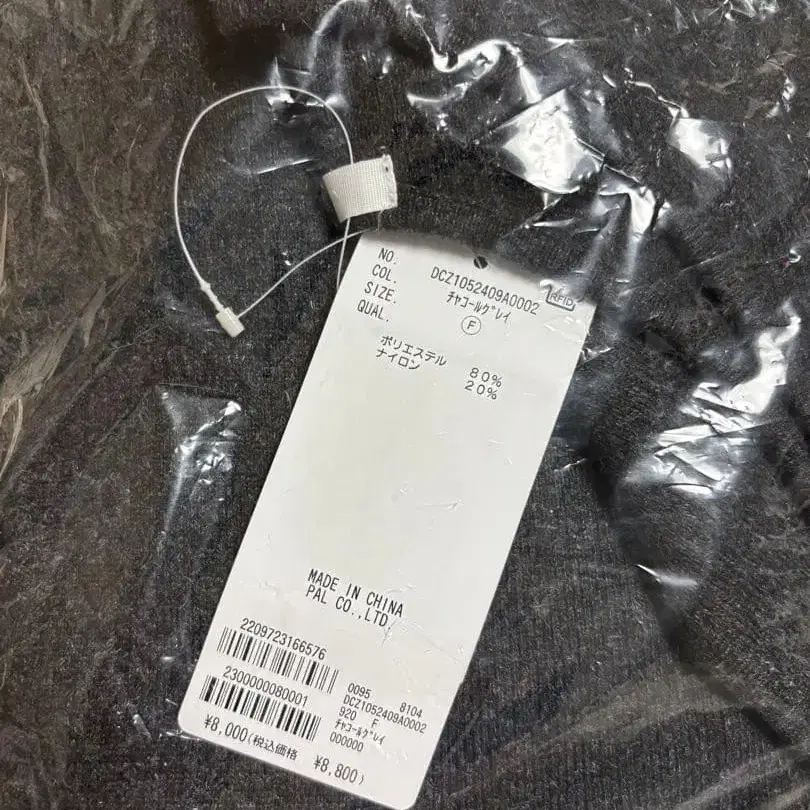 NO. DCZ1052409A0002
RFID
COL. ﾁｬｺｰﾙｸﾞﾚｲ
SIZE. F
QUAL.
ポリエステル 80%
ナイロン 20%
MADE IN CHINA
PAL CO.,LTD.
2209723166576
2300000080001
0095 8104
DCZ1052409A0002
920 F
ﾁｬｺｰﾙｸﾞﾚｲ
000000
¥8,000(税込価格 ¥8,800)